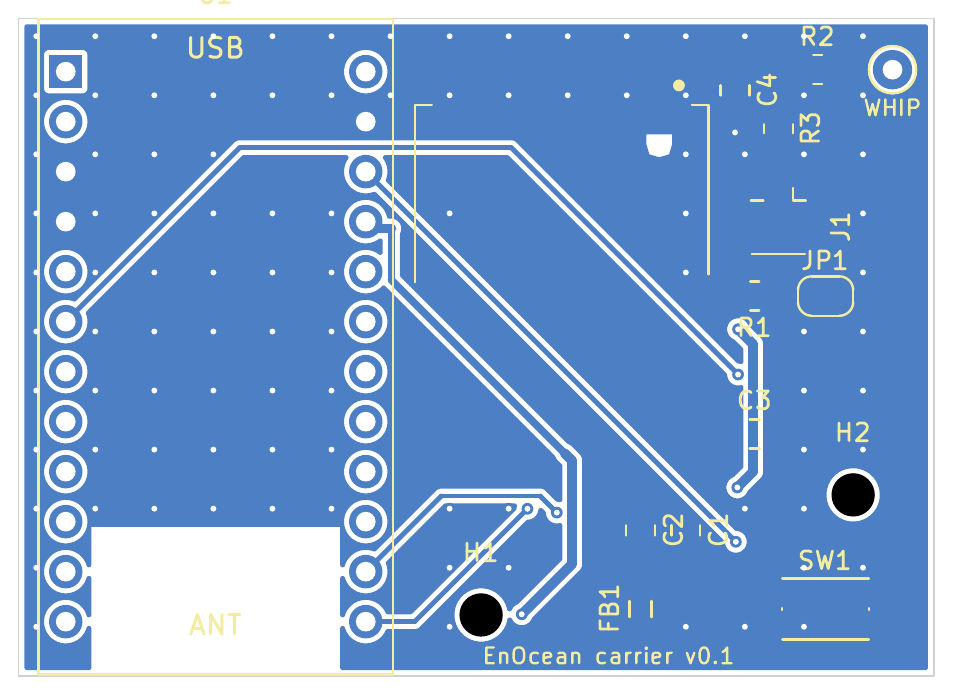 U1
USB
R2
C4
WHIP
R3
J1
JP1
R1
C3
H2
C2
C1
H1
SW1
FB1
ANT
EnOcean carrier v0.1